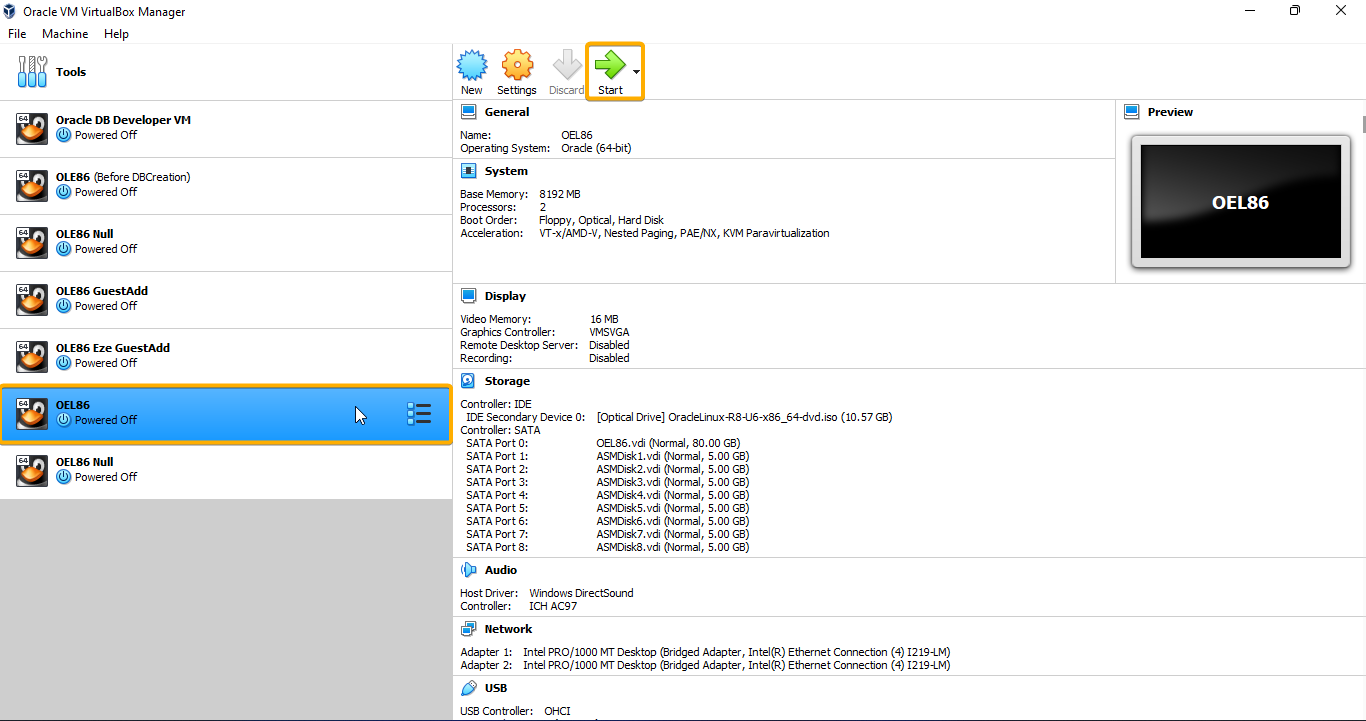 Oracle VM VirtualBox Manager
File Machine Help
Tools
64
Oracle DB Developer VM
Powered Off
64
OLE86 (Before DBCreation)
Powered Off
64
OLE86 Null
Powered Off
64
OLE86 GuestAdd
Powered Off
64
OLE86 Eze GuestAdd
Powered Off
64
OEL86
Powered Off
64
OEL86 Null
Powered Off
New Settings Discard Start
General
Name: OEL86
Operating System: Oracle (64-bit)
Preview
OEL86
System
Base Memory: 8192 MB
Processors: 2
Boot Order: Floppy, Optical, Hard Disk
Acceleration: VT-x/AMD-V, Nested Paging, PAE/NX, KVM Paravirtualization
Display
Video Memory: 16 MB
Graphics Controller: VMSVGA
Remote Desktop Server: Disabled
Recording: Disabled
Storage
Controller: IDE
IDE Secondary Device 0: [Optical Drive] OracleLinux-R8-U6-x86_64-dvd.iso (10.57 GB)
Controller: SATA
SATA Port 0: OEL86.vdi (Normal, 80.00 GB)
SATA Port 1: ASMDisk1.vdi (Normal, 5.00 GB)
SATA Port 2: ASMDisk2.vdi (Normal, 5.00 GB)
SATA Port 3: ASMDisk3.vdi (Normal, 5.00 GB)
SATA Port 4: ASMDisk4.vdi (Normal, 5.00 GB)
SATA Port 5: ASMDisk5.vdi (Normal, 5.00 GB)
SATA Port 6: ASMDisk6.vdi (Normal, 5.00 GB)
SATA Port 7: ASMDisk7.vdi (Normal, 5.00 GB)
SATA Port 8: ASMDisk8.vdi (Normal, 5.00 GB)
Audio
Host Driver: Windows DirectSound
Controller: ICH AC97
Network
Adapter 1: Intel PRO/1000 MT Desktop (Bridged Adapter, Intel(R) Ethernet Connection (4) I219-LM)
Adapter 2: Intel PRO/1000 MT Desktop (Bridged Adapter, Intel(R) Ethernet Connection (4) I219-LM)
USB
USB Controller: OHCI